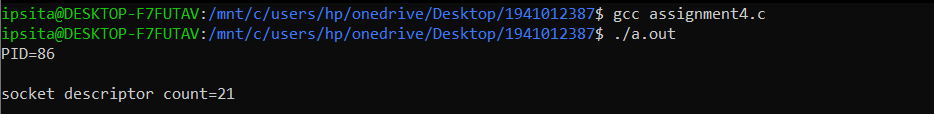 ipsita@DESKTOP-F7FUTAV:/mnt/c/users/hp/onedrive/Desktop/1941012387$ gcc assignment4.c
ipsita@DESKTOP-F7FUTAV:/mnt/c/users/hp/onedrive/Desktop/1941012387$ ./a.out
PID=86
socket descriptor count=21